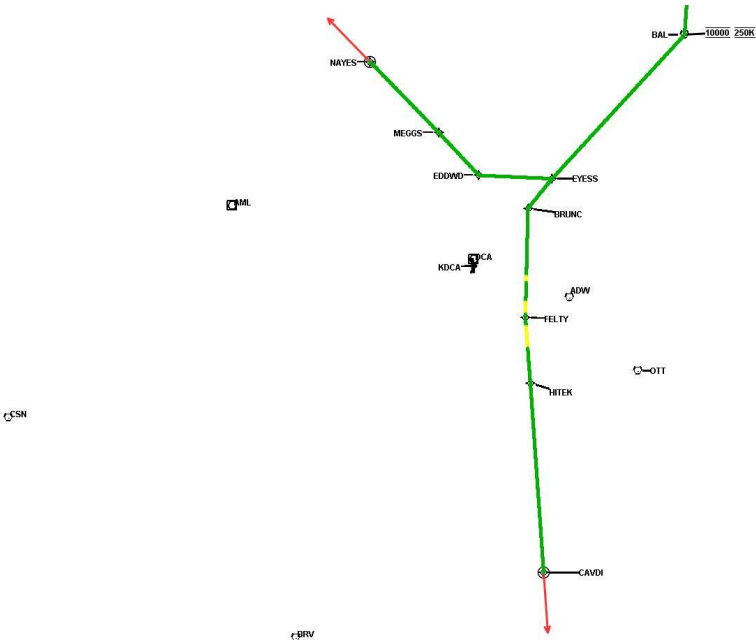 BAL 10000 250K
NAYES
MEGGS
EDDWD EYESS
AML
BRUNC
DCA
KDCA
ADW
FELTY
OTT
HITEK
CSN
CAVDI
BRV